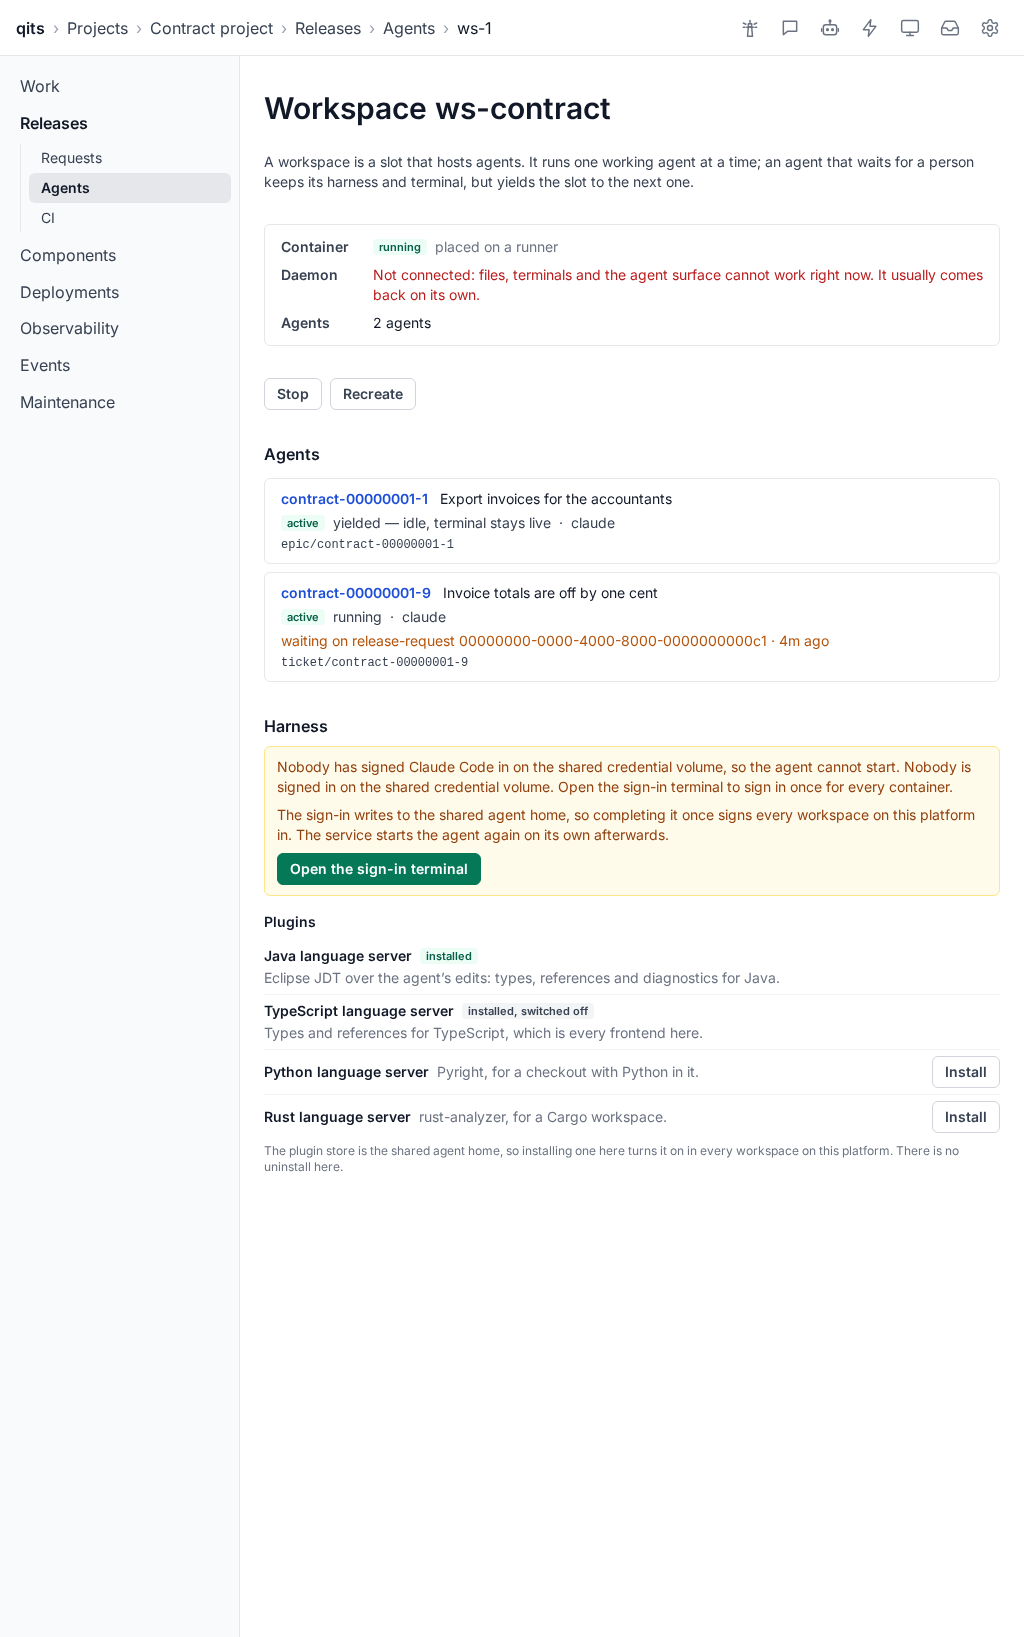 qits › Projects › Contract project › Releases › Agents › ws-1
Work
Releases
Requests
Agents
CI
Components
Deployments
Observability
Events
Maintenance
Workspace ws-contract
A workspace is a slot that hosts agents. It runs one working agent at a time; an agent that waits for a person
keeps its harness and terminal, but yields the slot to the next one.
Container running placed on a runner
Daemon Not connected: files, terminals and the agent surface cannot work right now. It usually comes
back on its own.
Agents 2 agents
Stop Recreate
Agents
contract-00000001-1 Export invoices for the accountants
active yielded — idle, terminal stays live · claude
epic/contract-00000001-1
contract-00000001-9 Invoice totals are off by one cent
active running · claude
waiting on release-request 00000000-0000-4000-8000-0000000000c1 · 4m ago
ticket/contract-00000001-9
Harness
Nobody has signed Claude Code in on the shared credential volume, so the agent cannot start. Nobody is
signed in on the shared credential volume. Open the sign-in terminal to sign in once for every container.
The sign-in writes to the shared agent home, so completing it once signs every workspace on this platform
in. The service starts the agent again on its own afterwards.
Open the sign-in terminal
Plugins
Java language server installed
Eclipse JDT over the agent’s edits: types, references and diagnostics for Java.
TypeScript language server installed, switched off
Types and references for TypeScript, which is every frontend here.
Python language server Pyright, for a checkout with Python in it. Install
Rust language server rust-analyzer, for a Cargo workspace. Install
The plugin store is the shared agent home, so installing one here turns it on in every workspace on this platform. There is no
uninstall here.